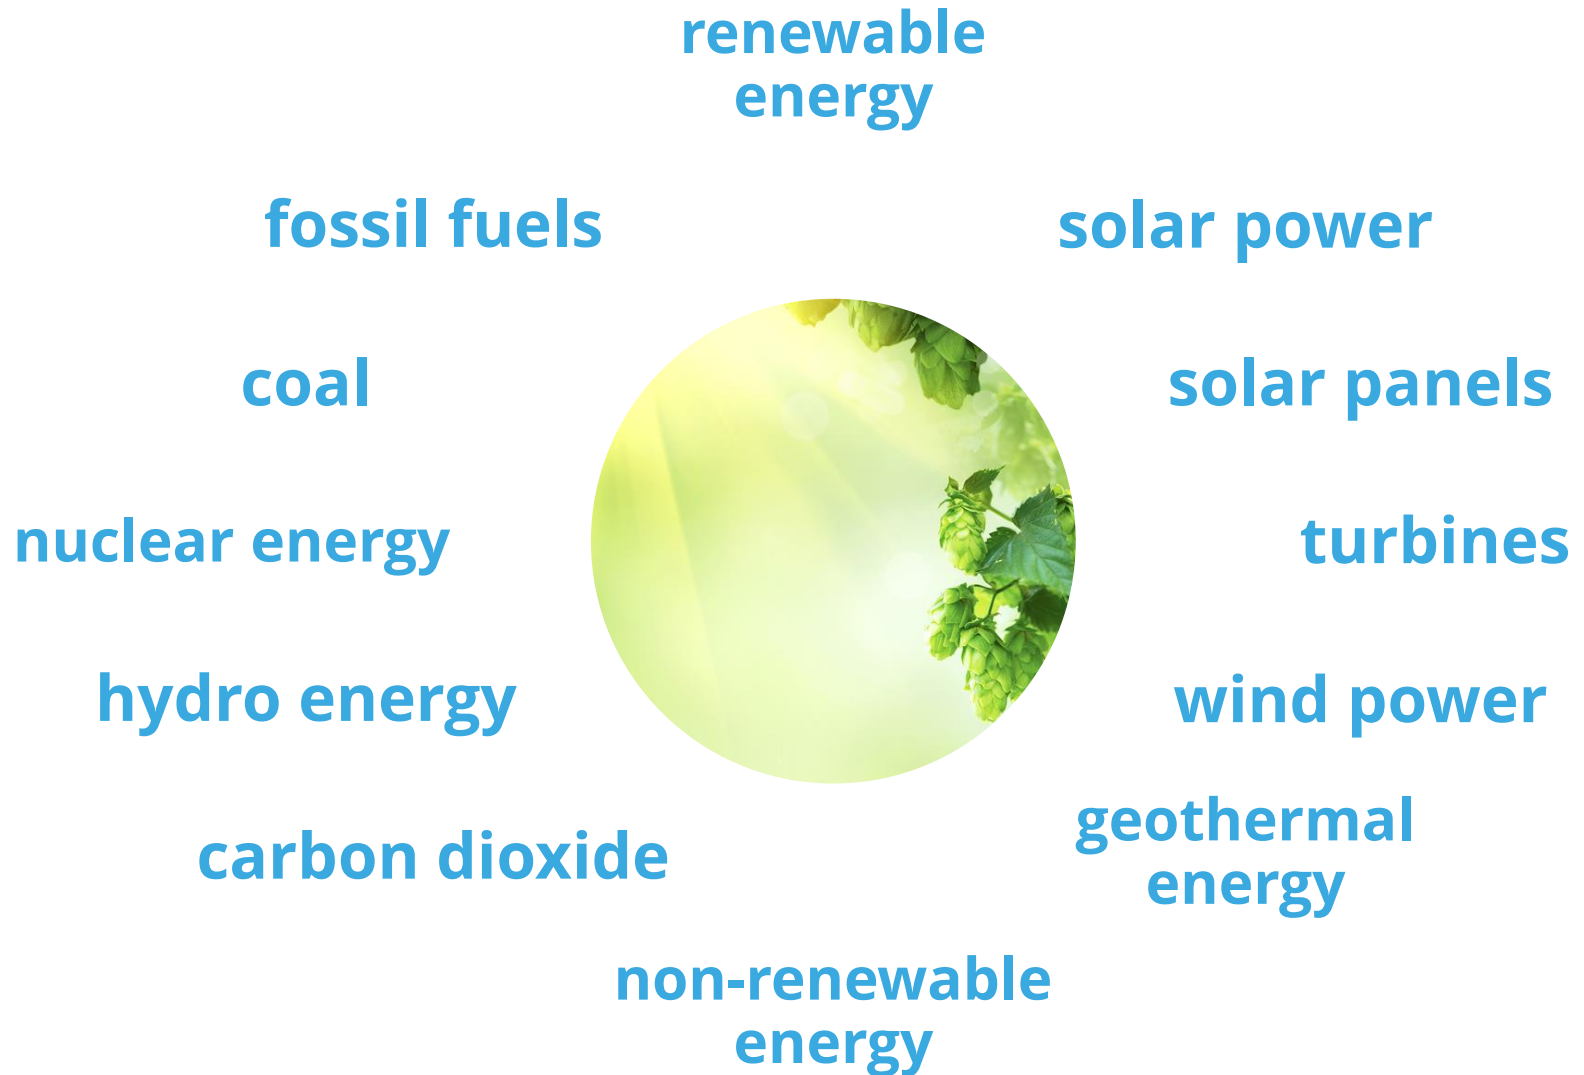 renewable
energy
fossil fuels
solar power
coal
solar panels
nuclear energy
turbines
hydro energy
wind power
carbon dioxide
geothermal
energy
non-renewable
energy